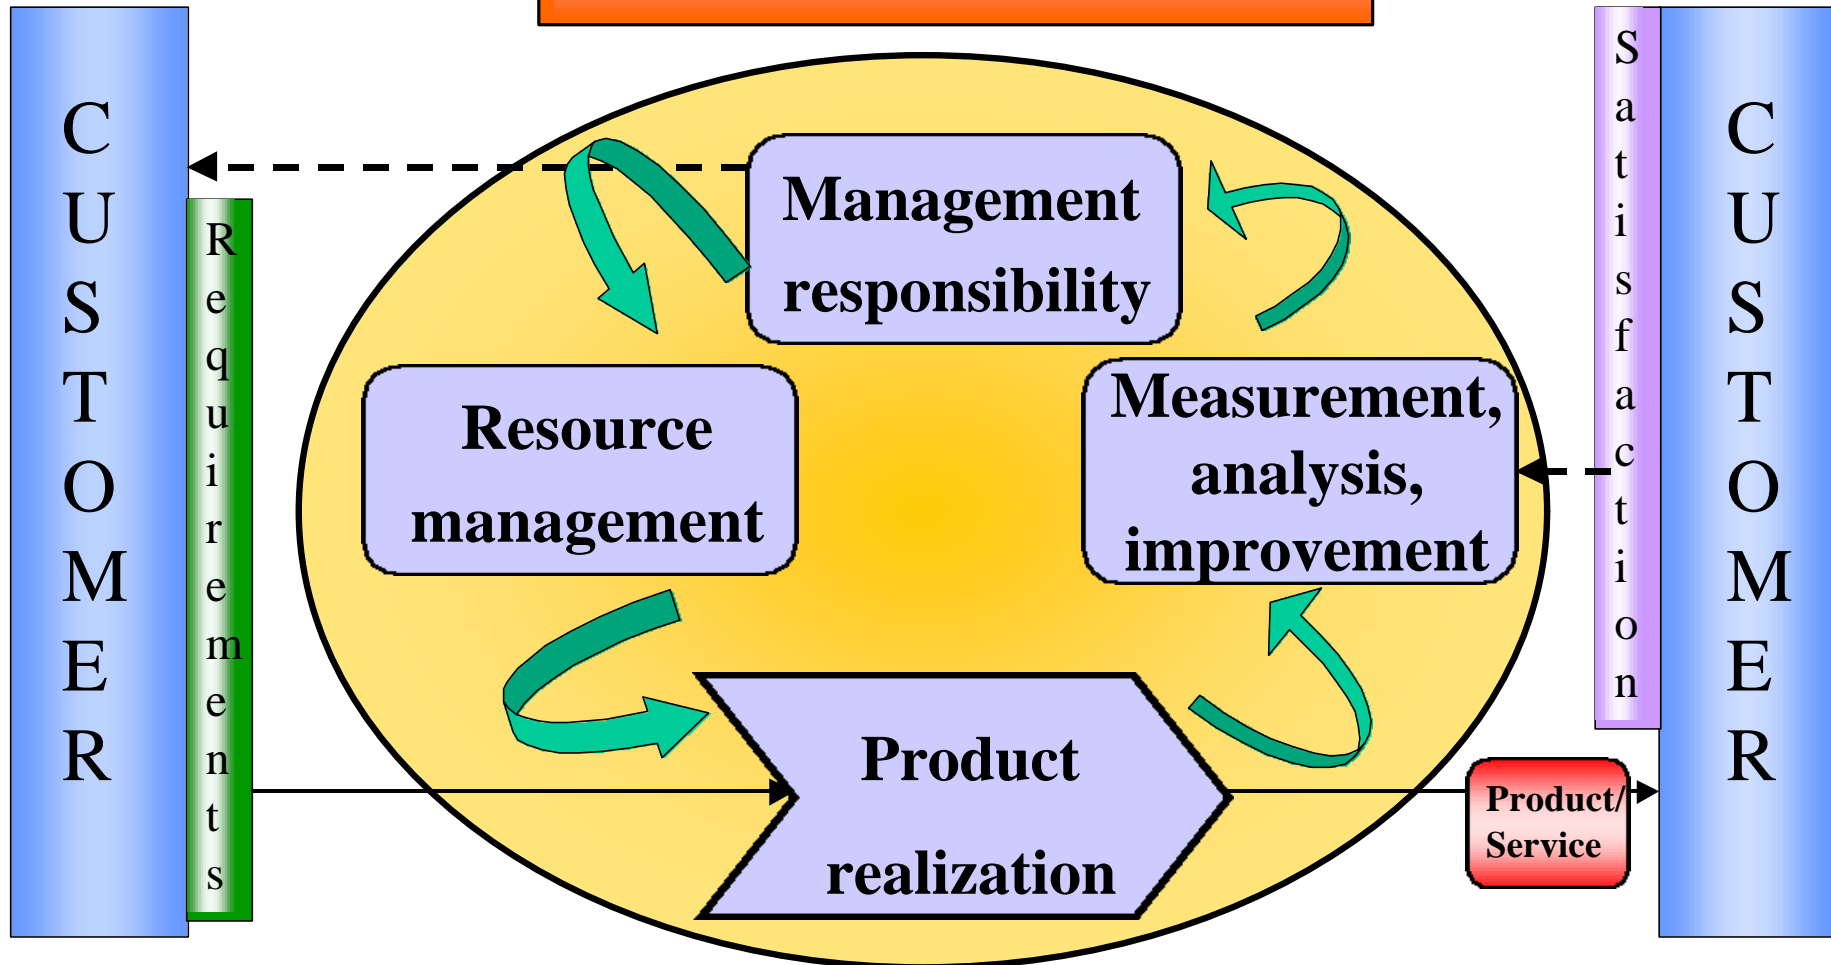 CUSTOMER
Requirements
Management
responsibility
Resource
management
Measurement,
analysis,
improvement
Product
realization
Product/
Service
Satisfaction
CUSTOMER